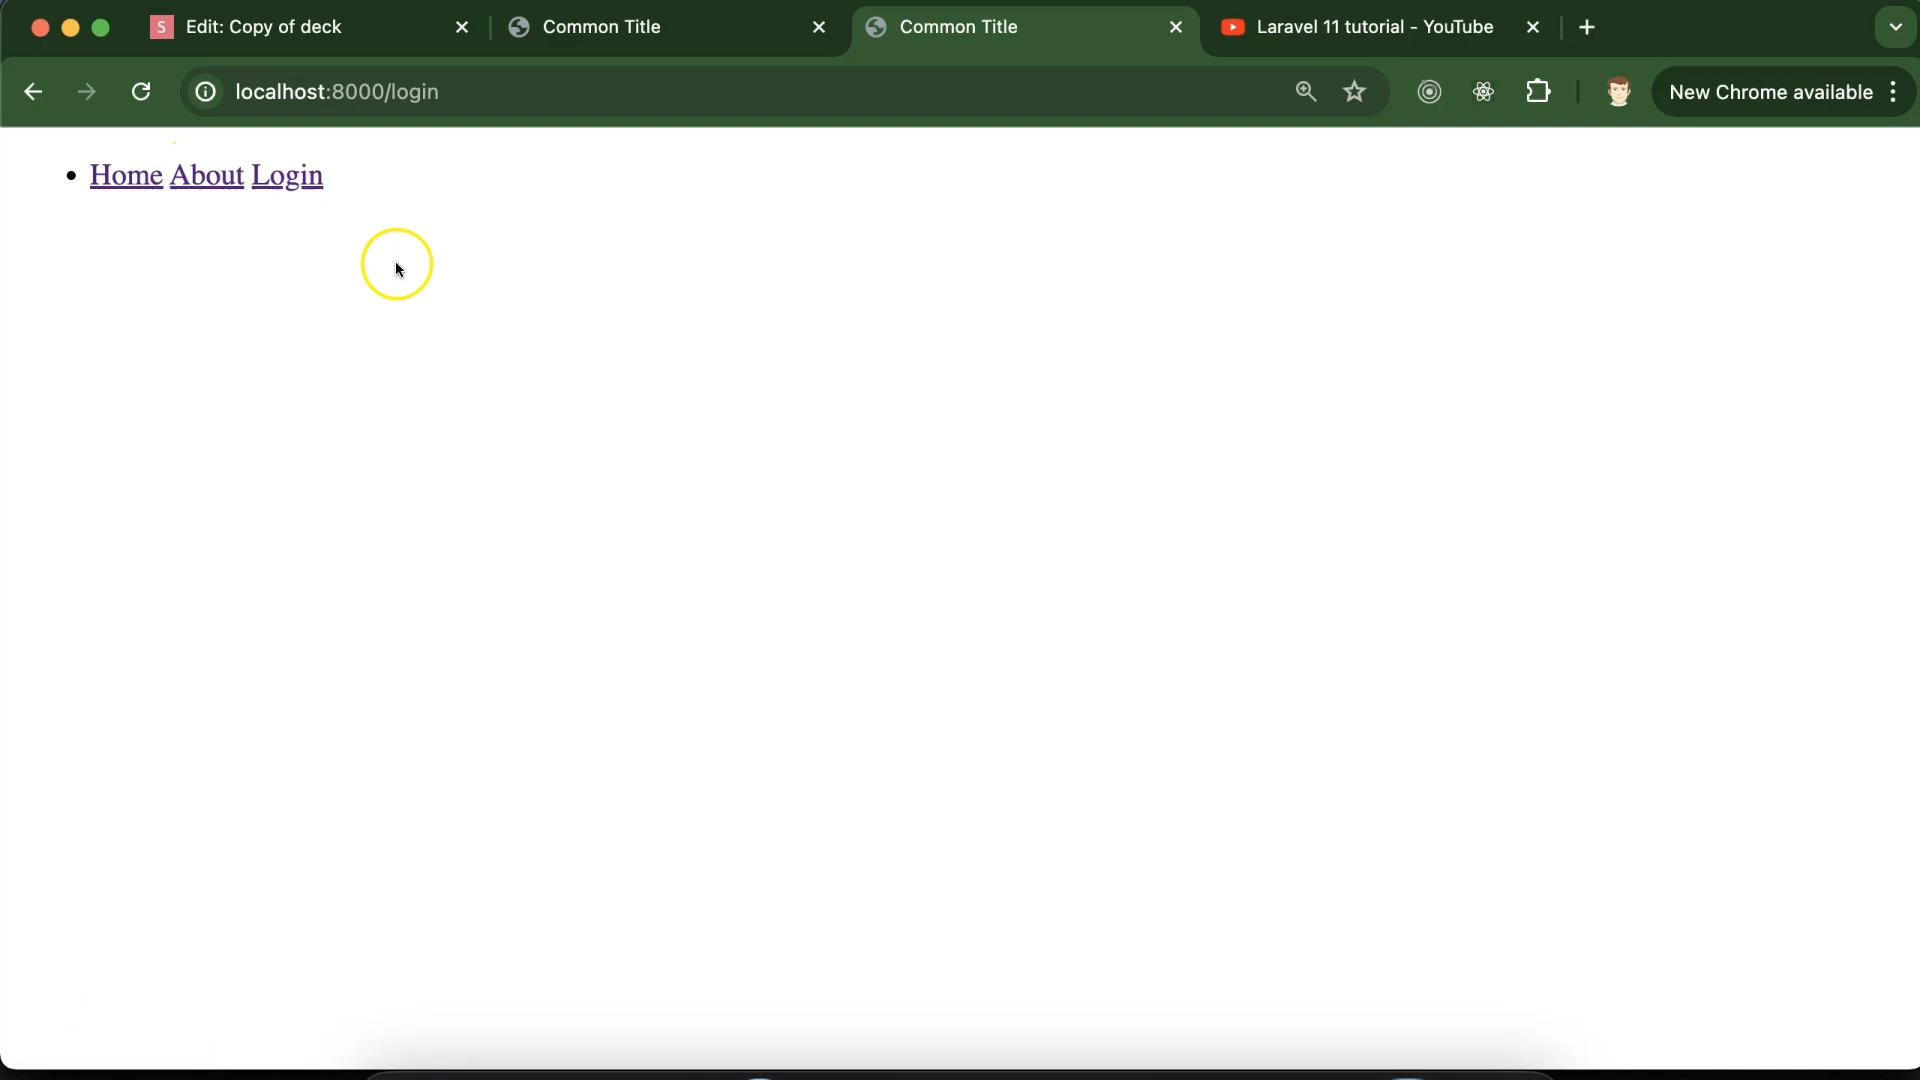 S Edit: Copy of deck
Common Title
Common Title
Laravel 11 tutorial - YouTube
localhost:8000/login
New Chrome available
Home About Login